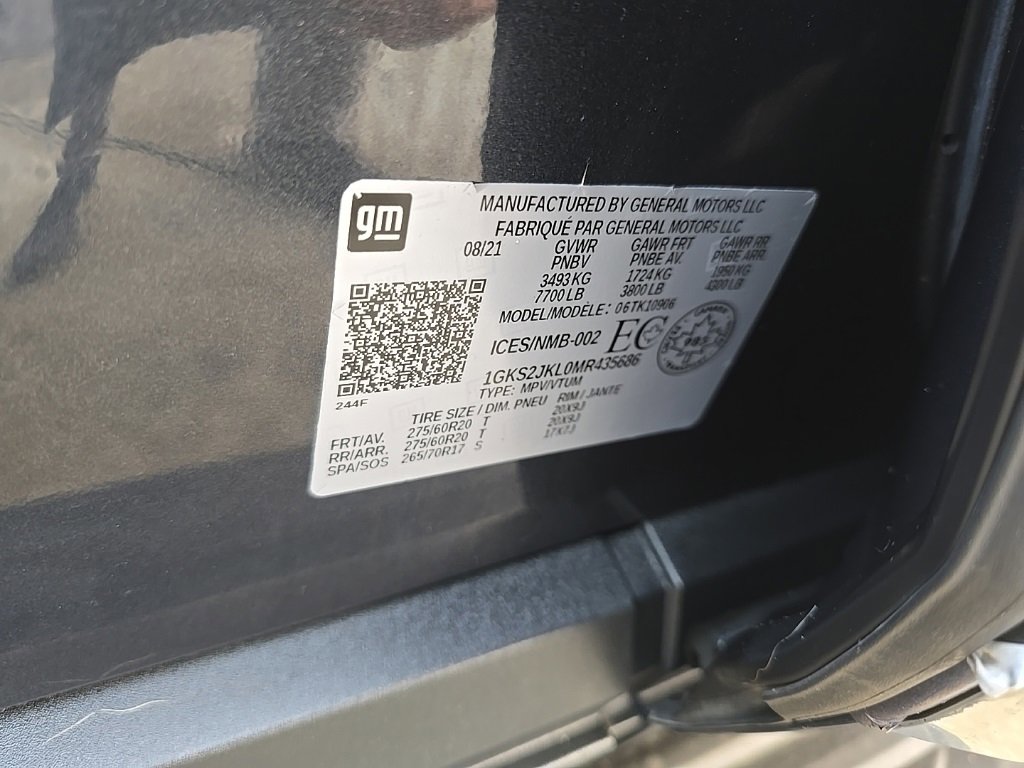 gm
MANUFACTURED BY GENERAL MOTORS LLC
FABRIQUÉ PAR GENERAL MOTORS LLC
08/21 GVWR GAWR FRT GAWR RR
PNBV PNBE AV. PNBE ARR.
3493 KG 1724 KG 1950 KG
7700 LB 3800 LB 4300 LB
MODEL/MODÈLE: 06TK10906
ICES/NMB-002 EC CANADA 985
1GKS2JKL0MR435686
TYPE: MPV/VTUM
244F
TIRE SIZE / DIM. PNEU RIM / JANTE
FRT/AV. 275/60R20 T 20X9J
RR/ARR. 275/60R20 T 20X9J
SPA/SOS 265/70R17 S 17X7J